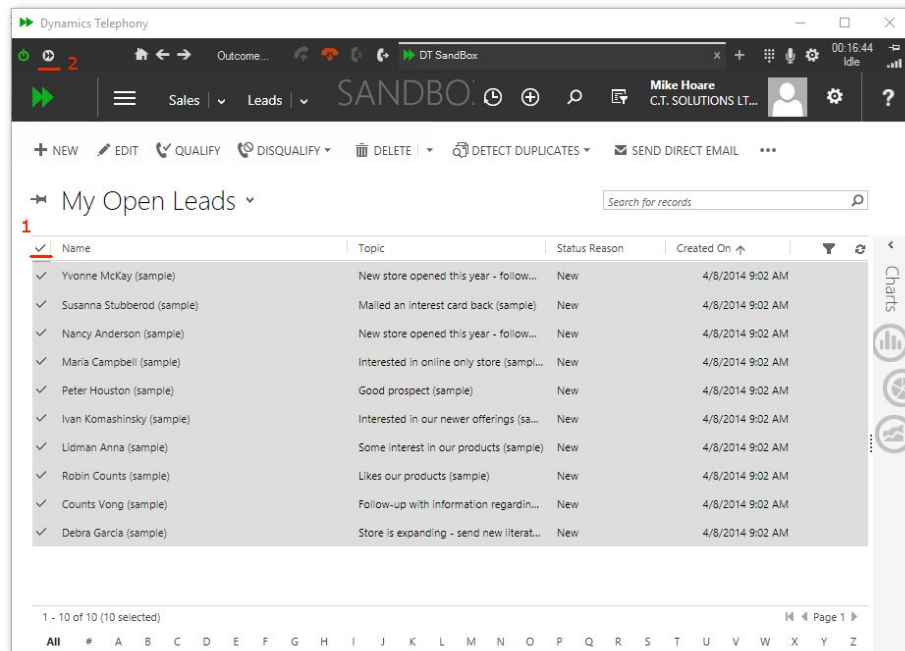 Dynamics Telephony
2 Outcome... DT SandBox x + 00:16:44
Idle
Sales Leads SANDBO Mike Hoare
C.T. SOLUTIONS LT... ?
+ NEW EDIT QUALIFY DISQUALIFY DELETE DETECT DUPLICATES SEND DIRECT EMAIL ...
My Open Leads Search for records
1
Name Topic Status Reason Created On
Yvonne McKay (sample) New store opened this year - follow... New 4/8/2014 9:02 AM
Susanna Stubberod (sample) Mailed an interest card back (sample) New 4/8/2014 9:02 AM
Nancy Anderson (sample) New store opened this year - follow... New 4/8/2014 9:02 AM
Maria Campbell (sample) Interested in online only store (sampl... New 4/8/2014 9:02 AM
Peter Houston (sample) Good prospect (sample) New 4/8/2014 9:02 AM
Ivan Komashinsky (sample) Interested in our newer offerings (sa... New 4/8/2014 9:02 AM
Lidman Anna (sample) Some interest in our products (sample) New 4/8/2014 9:02 AM
Robin Counts (sample) Likes our products (sample) New 4/8/2014 9:02 AM
Counts Vong (sample) Follow-up with information regardin... New 4/8/2014 9:02 AM
Debra Garcia (sample) Store is expanding - send new literat... New 4/8/2014 9:02 AM
Charts
1 - 10 of 10 (10 selected) Page 1
All # A B C D E F G H I J K L M N O P Q R S T U V W X Y Z